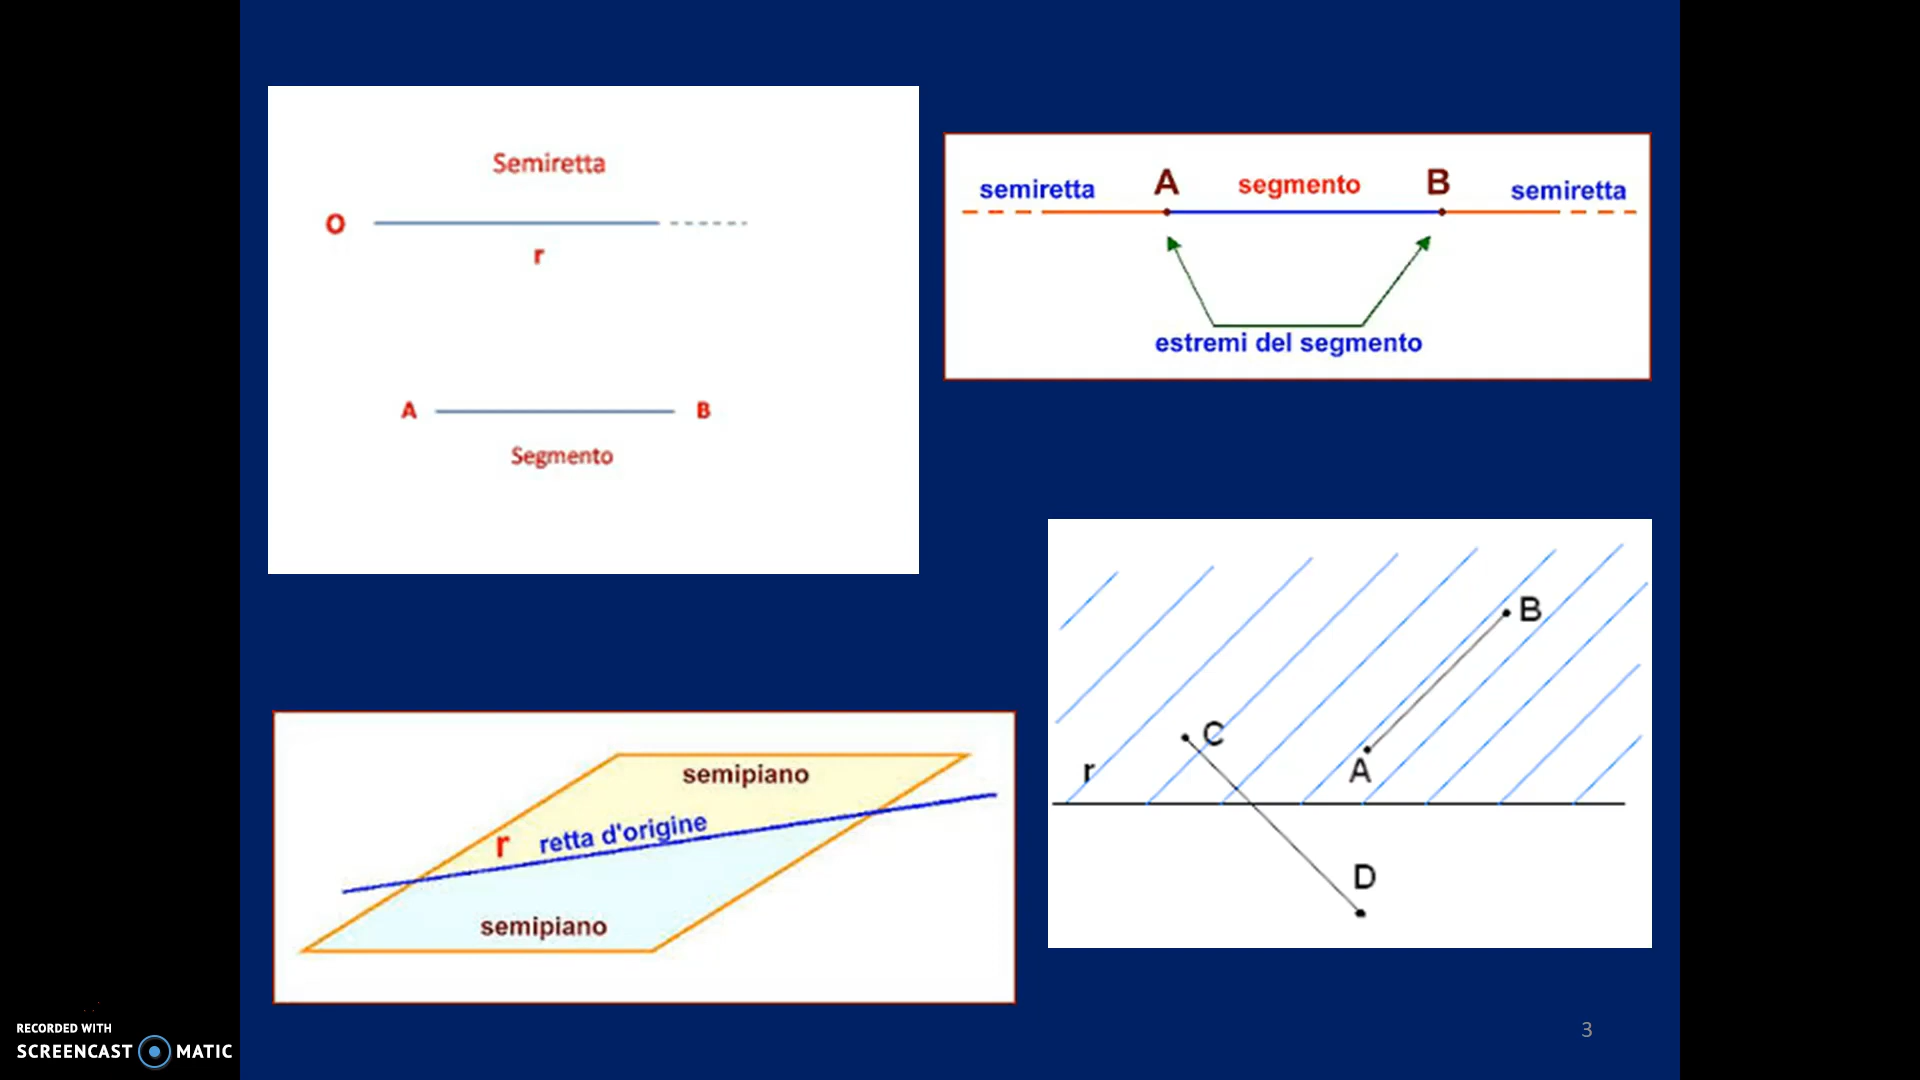 Semiretta
O
r
A B
Segmento
semiretta A segmento B semiretta
estremi del segmento
semipiano
r retta d'origine
semipiano
B
C
A
r
D
3
RECORDED WITH
SCREENCAST MATIC